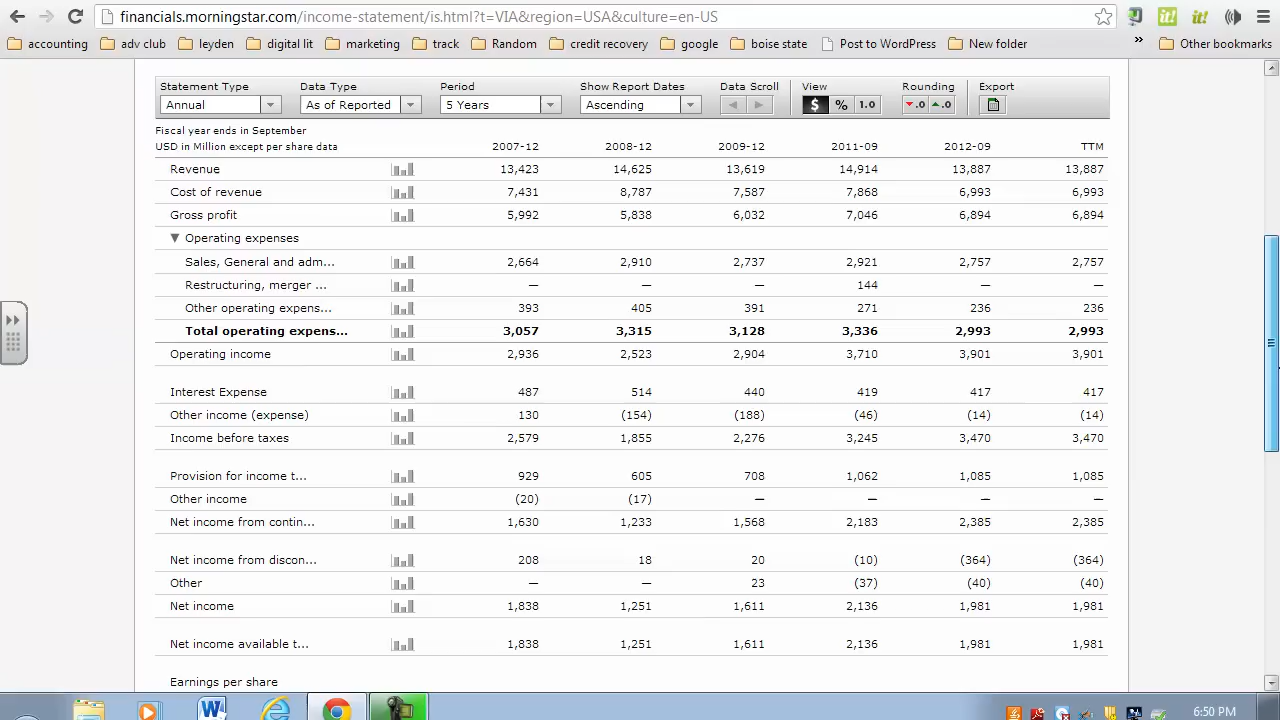 financials.morningstar.com/income-statement/is.html?t=VIA&region=USA&culture=en-US
accounting adv club leyden digital lit marketing track Random credit recovery google boise state Post to WordPress New folder » Other bookmarks
Statement Type Data Type Period Show Report Dates Data Scroll View Rounding Export
Annual As of Reported 5 Years Ascending $ % 1.0 .0 .0
Fiscal year ends in September
USD in Million except per share data 2007-12 2008-12 2009-12 2011-09 2012-09 TTM
Revenue 13,423 14,625 13,619 14,914 13,887 13,887
Cost of revenue 7,431 8,787 7,587 7,868 6,993 6,993
Gross profit 5,992 5,838 6,032 7,046 6,894 6,894
Operating expenses
Sales, General and adm... 2,664 2,910 2,737 2,921 2,757 2,757
Restructuring, merger ... — — — 144 — —
Other operating expens... 393 405 391 271 236 236
Total operating expens... 3,057 3,315 3,128 3,336 2,993 2,993
Operating income 2,936 2,523 2,904 3,710 3,901 3,901
Interest Expense 487 514 440 419 417 417
Other income (expense) 130 (154) (188) (46) (14) (14)
Income before taxes 2,579 1,855 2,276 3,245 3,470 3,470
Provision for income t... 929 605 708 1,062 1,085 1,085
Other income (20) (17) — — — —
Net income from contin... 1,630 1,233 1,568 2,183 2,385 2,385
Net income from discon... 208 18 20 (10) (364) (364)
Other — — 23 (37) (40) (40)
Net income 1,838 1,251 1,611 2,136 1,981 1,981
Net income available t... 1,838 1,251 1,611 2,136 1,981 1,981
Earnings per share
6:50 PM